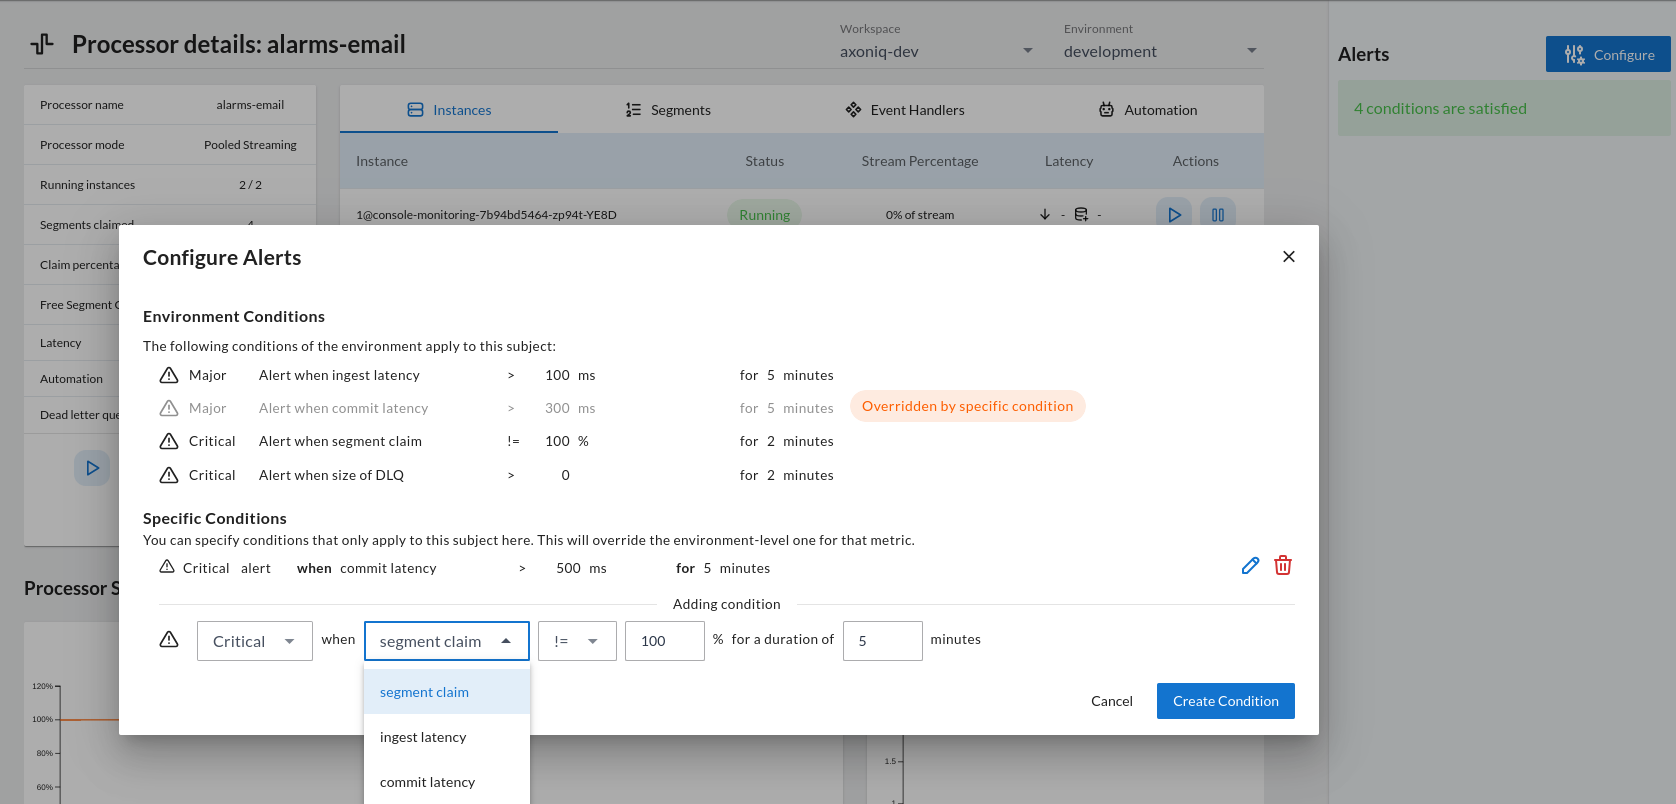 Processor details: alarms-email
Workspace
axoniq-dev
Environment
development
Alerts
Configure
4 conditions are satisfied
Processor name alarms-email
Processor mode Pooled Streaming
Running instances 2 / 2
Segments claimed 4
Claim percenta
Free Segment
Latency
Automation
Dead letter que
Instances Segments Event Handlers Automation
Instance Status Stream Percentage Latency Actions
1@console-monitoring-7b94bd5464-zp94t-YE8D Running 0% of stream - -
Configure Alerts
Environment Conditions
The following conditions of the environment apply to this subject:
Major Alert when ingest latency > 100 ms for 5 minutes
Major Alert when commit latency > 300 ms for 5 minutes Overridden by specific condition
Critical Alert when segment claim != 100 % for 2 minutes
Critical Alert when size of DLQ > 0 for 2 minutes
Specific Conditions
You can specify conditions that only apply to this subject here. This will override the environment-level one for that metric.
Critical alert when commit latency > 500 ms for 5 minutes
Adding condition
Critical when segment claim != 100 % for a duration of 5 minutes
segment claim
ingest latency
commit latency
Cancel Create Condition
Processor S
120%
100%
80%
60%
1.5
1